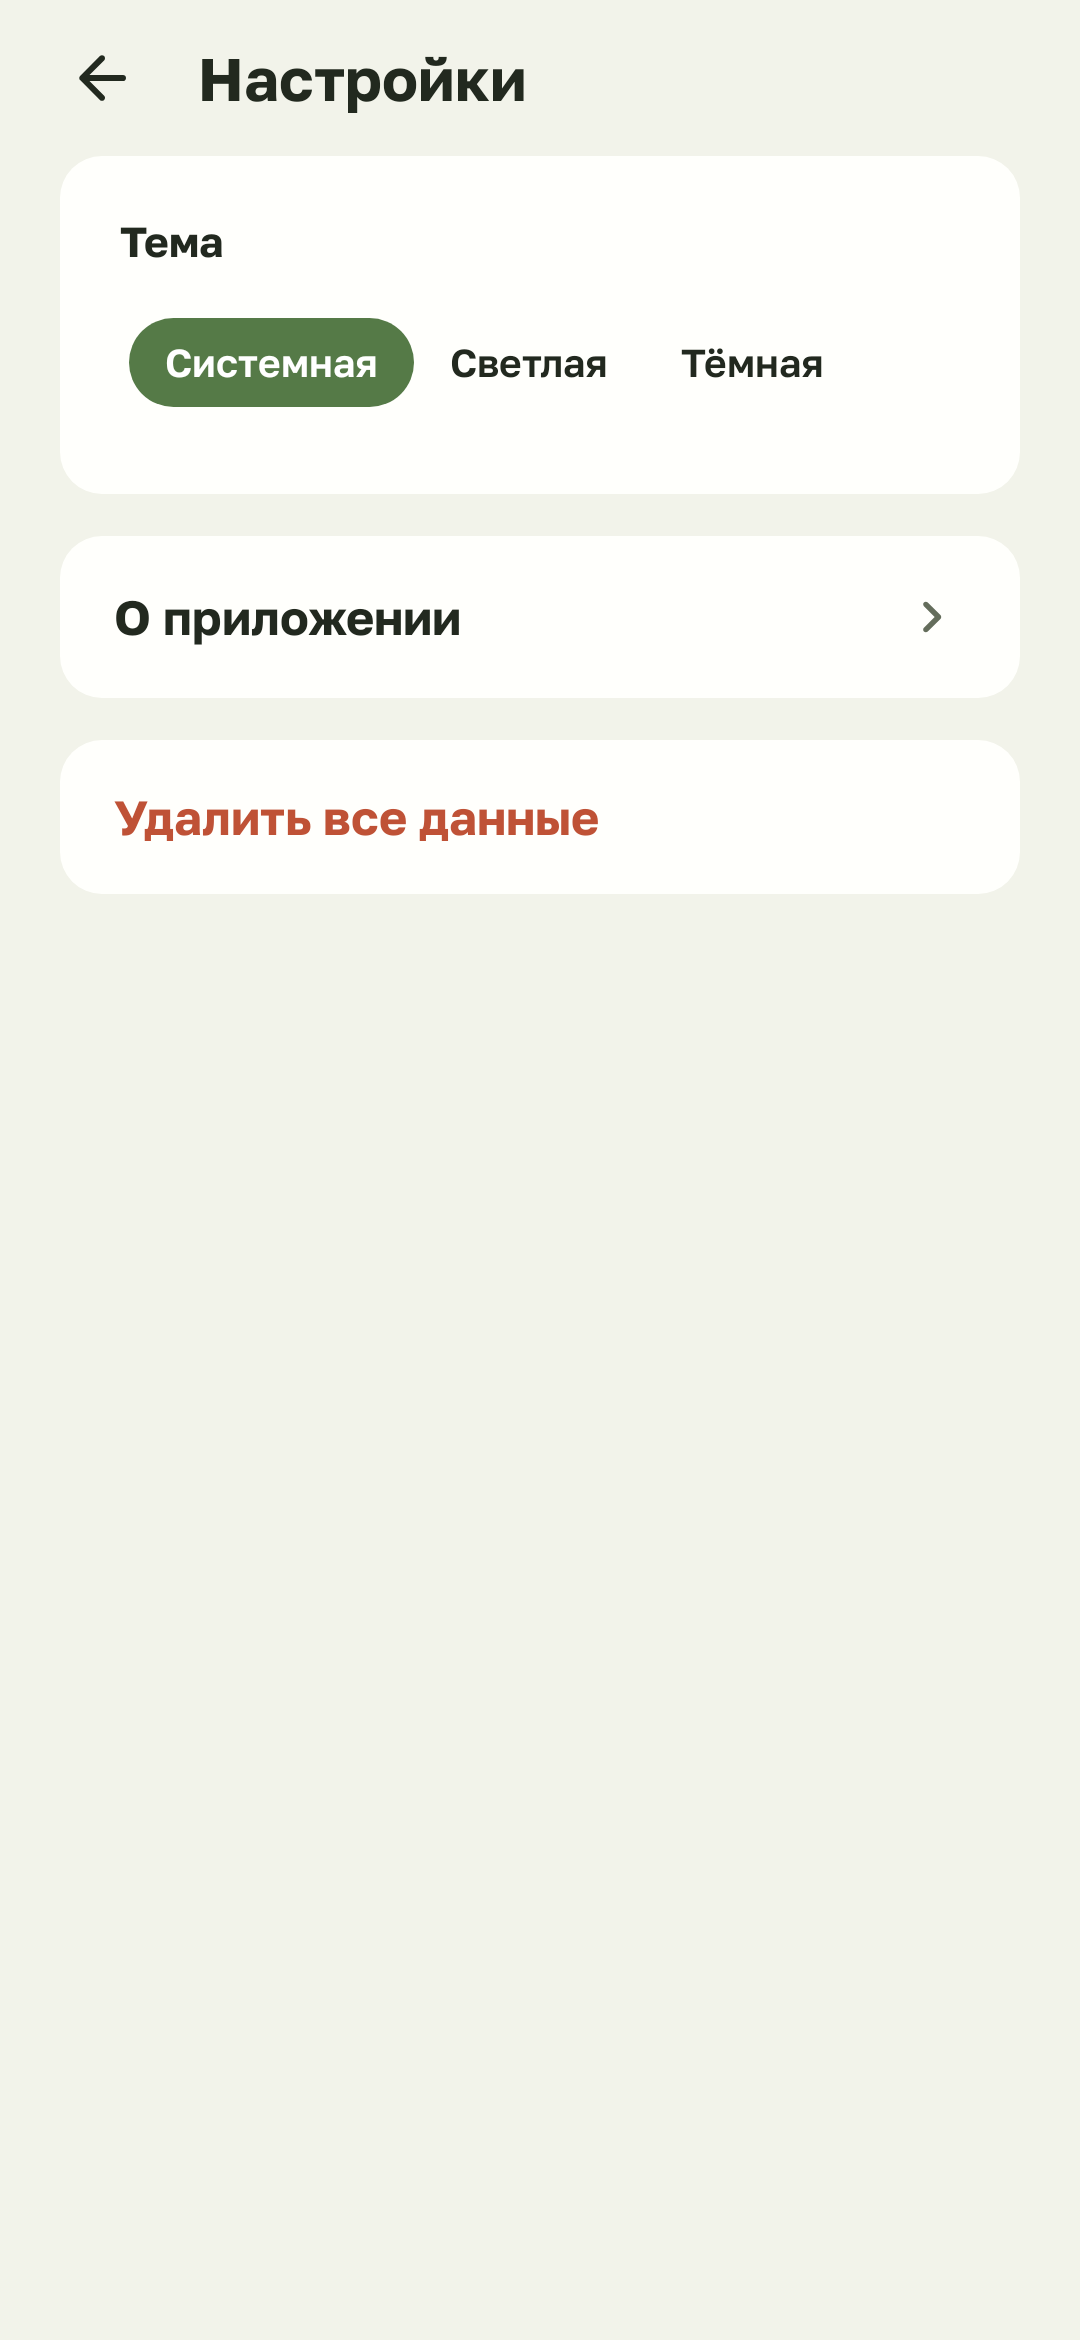 Настройки
Тема
Системная Светлая Тёмная
О приложении
Удалить все данные